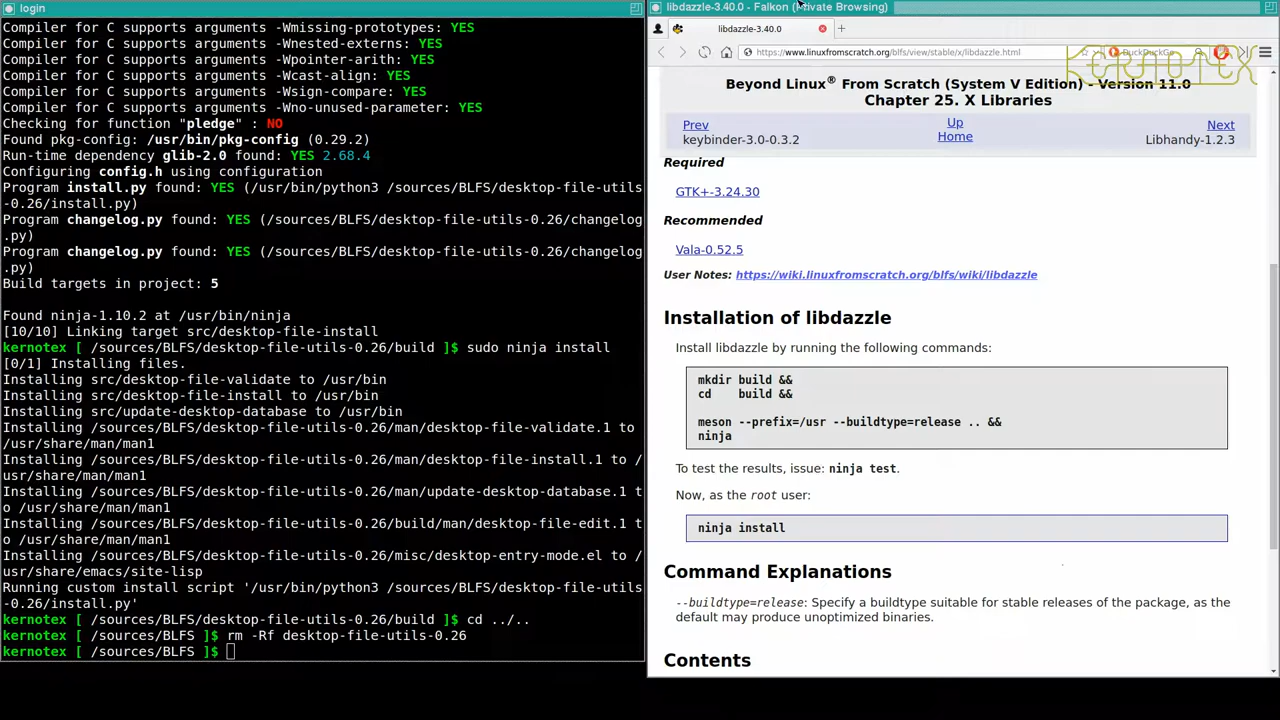 login
Compiler for C supports arguments -Wmissing-prototypes: YES
Compiler for C supports arguments -Wnested-externs: YES
Compiler for C supports arguments -Wpointer-arith: YES
Compiler for C supports arguments -Wcast-align: YES
Compiler for C supports arguments -Wsign-compare: YES
Compiler for C supports arguments -Wno-unused-parameter: YES
Checking for function "pledge" : NO
Found pkg-config: /usr/bin/pkg-config (0.29.2)
Run-time dependency glib-2.0 found: YES 2.68.4
Configuring config.h using configuration
Program install.py found: YES (/usr/bin/python3 /sources/BLFS/desktop-file-utils
-0.26/install.py)
Program changelog.py found: YES (/sources/BLFS/desktop-file-utils-0.26/changelog
.py)
Program changelog.py found: YES (/sources/BLFS/desktop-file-utils-0.26/changelog
.py)
Build targets in project: 5
Found ninja-1.10.2 at /usr/bin/ninja
[10/10] Linking target src/desktop-file-install
kernotex [ /sources/BLFS/desktop-file-utils-0.26/build ]$ sudo ninja install
[0/1] Installing files.
Installing src/desktop-file-validate to /usr/bin
Installing src/desktop-file-install to /usr/bin
Installing src/update-desktop-database to /usr/bin
Installing /sources/BLFS/desktop-file-utils-0.26/man/desktop-file-validate.1 to
/usr/share/man/man1
Installing /sources/BLFS/desktop-file-utils-0.26/man/desktop-file-install.1 to /
usr/share/man/man1
Installing /sources/BLFS/desktop-file-utils-0.26/man/update-desktop-database.1 t
o /usr/share/man/man1
Installing /sources/BLFS/desktop-file-utils-0.26/build/man/desktop-file-edit.1 t
o /usr/share/man/man1
Installing /sources/BLFS/desktop-file-utils-0.26/misc/desktop-entry-mode.el to /
usr/share/emacs/site-lisp
Running custom install script '/usr/bin/python3 /sources/BLFS/desktop-file-utils
-0.26/install.py'
kernotex [ /sources/BLFS/desktop-file-utils-0.26/build ]$ cd ../..
kernotex [ /sources/BLFS ]$ rm -Rf desktop-file-utils-0.26
kernotex [ /sources/BLFS ]$
libdazzle-3.40.0 - Falkon (Private Browsing)
libdazzle-3.40.0
https://www.linuxfromscratch.org/blfs/view/stable/x/libdazzle.html
DuckDuckGo
KERNOTEX
Beyond Linux® From Scratch (System V Edition) - Version 11.0
Chapter 25. X Libraries
Prev
Up
Next
keybinder-3.0-0.3.2
Home
Libhandy-1.2.3
Required
GTK+-3.24.30
Recommended
Vala-0.52.5
User Notes: https://wiki.linuxfromscratch.org/blfs/wiki/libdazzle
Installation of libdazzle
Install libdazzle by running the following commands:
mkdir build &&
cd    build &&
meson --prefix=/usr --buildtype=release .. &&
ninja
To test the results, issue: ninja test.
Now, as the root user:
ninja install
Command Explanations
--buildtype=release: Specify a buildtype suitable for stable releases of the package, as the
default may produce unoptimized binaries.
Contents